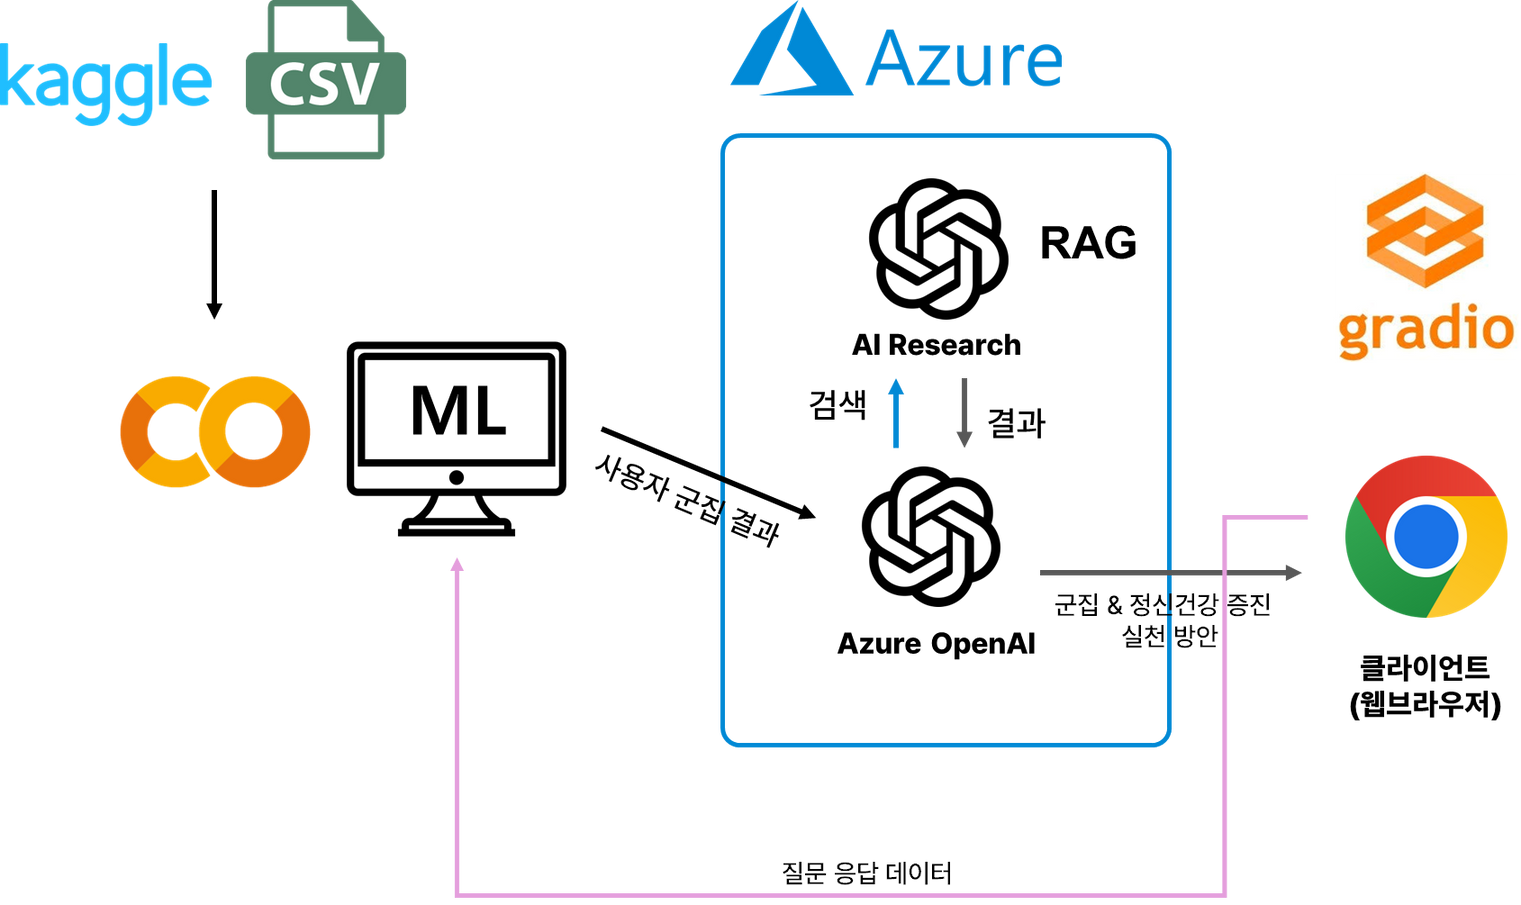 kaggle
CSV
Azure
RAG
AI Research
gradio
ML
검색
결과
사용자 군집 결과
Azure OpenAI
군집 & 정신건강 증진
실천 방안
클라이언트
(웹브라우저)
질문 응답 데이터